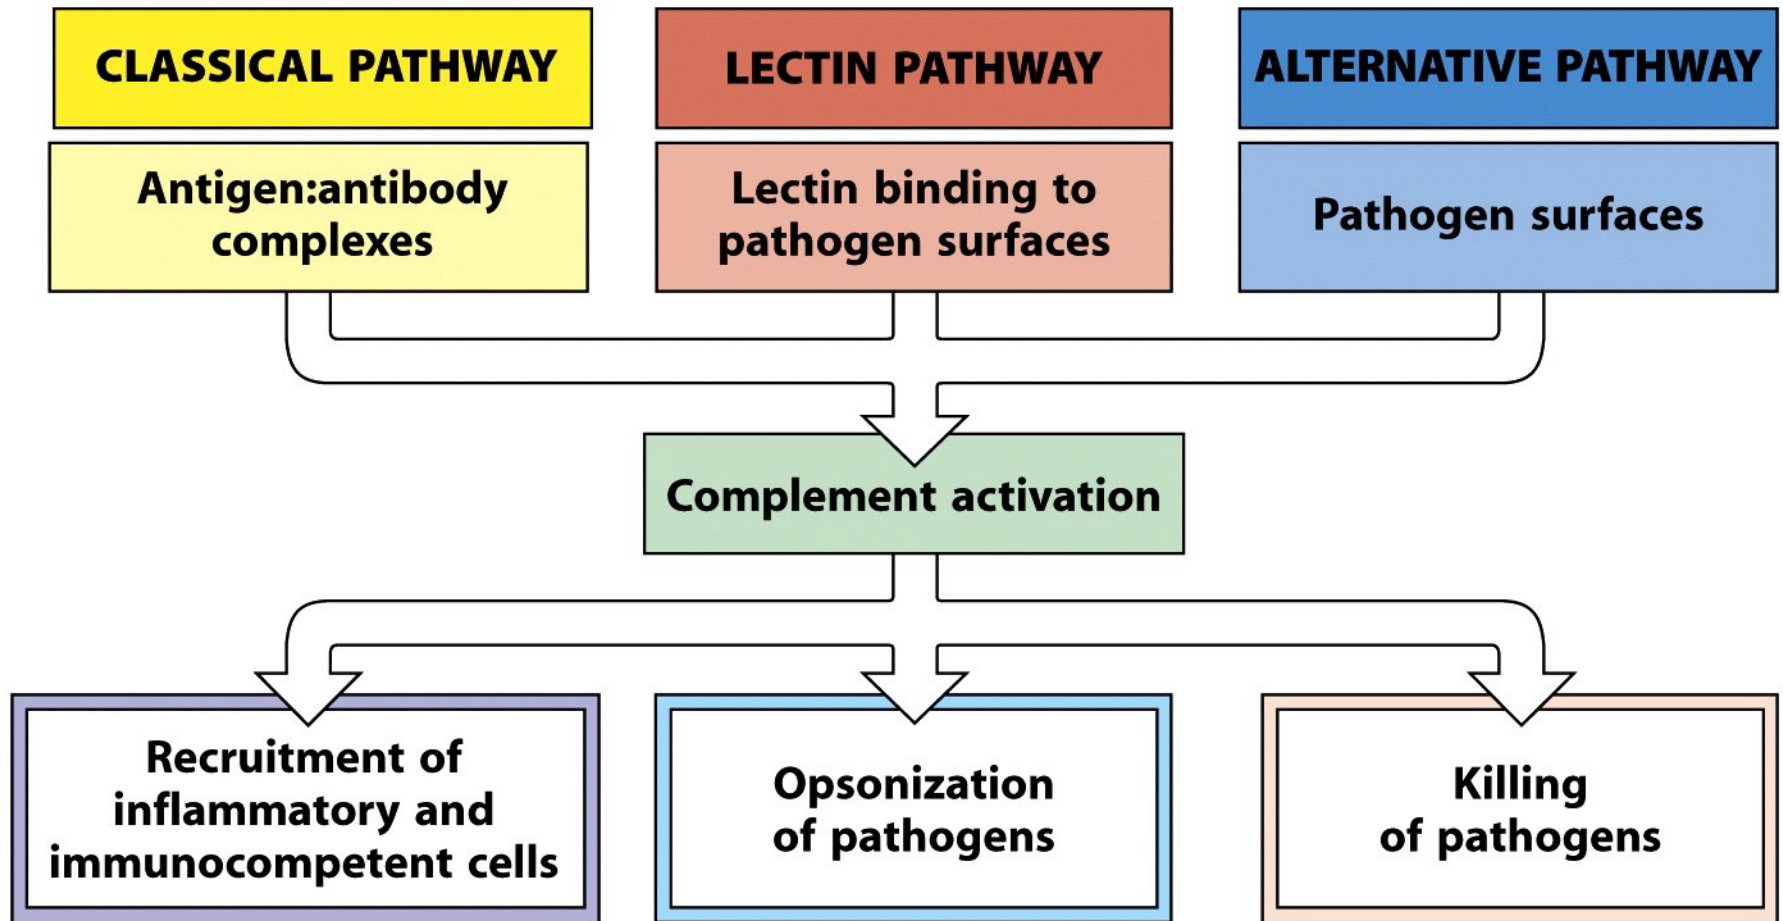 CLASSICAL PATHWAY
LECTIN PATHWAY
ALTERNATIVE PATHWAY
Antigen:antibody
complexes
Lectin binding to
pathogen surfaces
Pathogen surfaces
Complement activation
Recruitment of
inflammatory and
immunocompetent cells
Opsonization
of pathogens
Killing
of pathogens